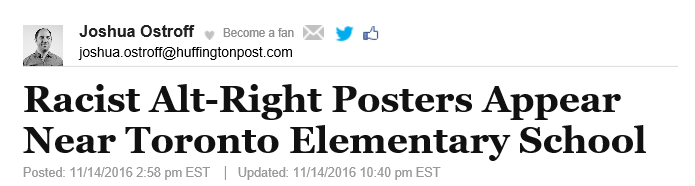 Joshua Ostroff Become a fan
joshua.ostroff@huffingtonpost.com
Racist Alt-Right Posters Appear
Near Toronto Elementary School
Posted: 11/14/2016 2:58 pm EST | Updated: 11/14/2016 10:40 pm EST